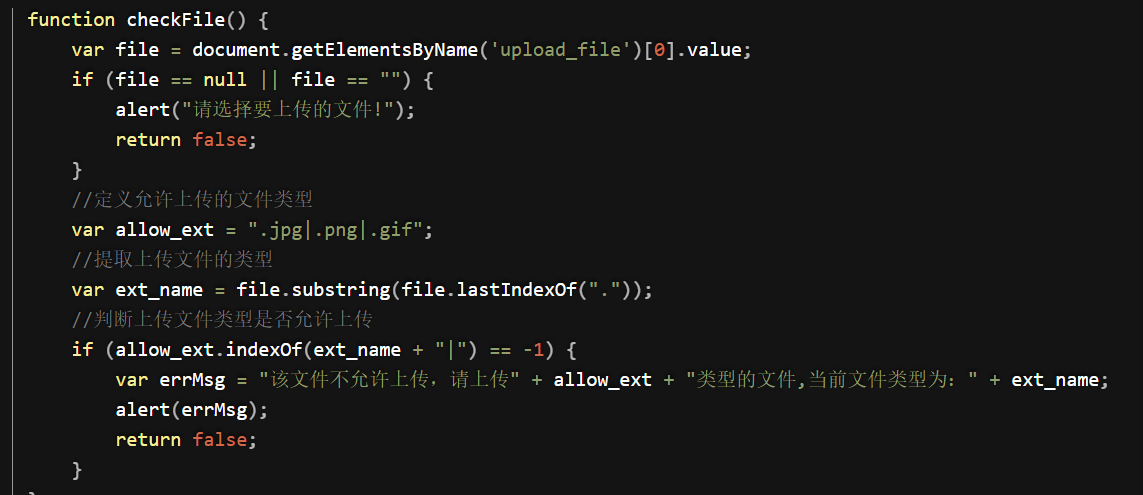 function checkFile() {
    var file = document.getElementsByName('upload_file')[0].value;
    if (file == null || file == "") {
        alert("请选择要上传的文件!");
        return false;
    }
    //定义允许上传的文件类型
    var allow_ext = ".jpg|.png|.gif";
    //提取上传文件的类型
    var ext_name = file.substring(file.lastIndexOf("."));
    //判断上传文件类型是否允许上传
    if (allow_ext.indexOf(ext_name + "|") == -1) {
        var errMsg = "该文件不允许上传，请上传" + allow_ext + "类型的文件,当前文件类型为：" + ext_name;
        alert(errMsg);
        return false;
    }